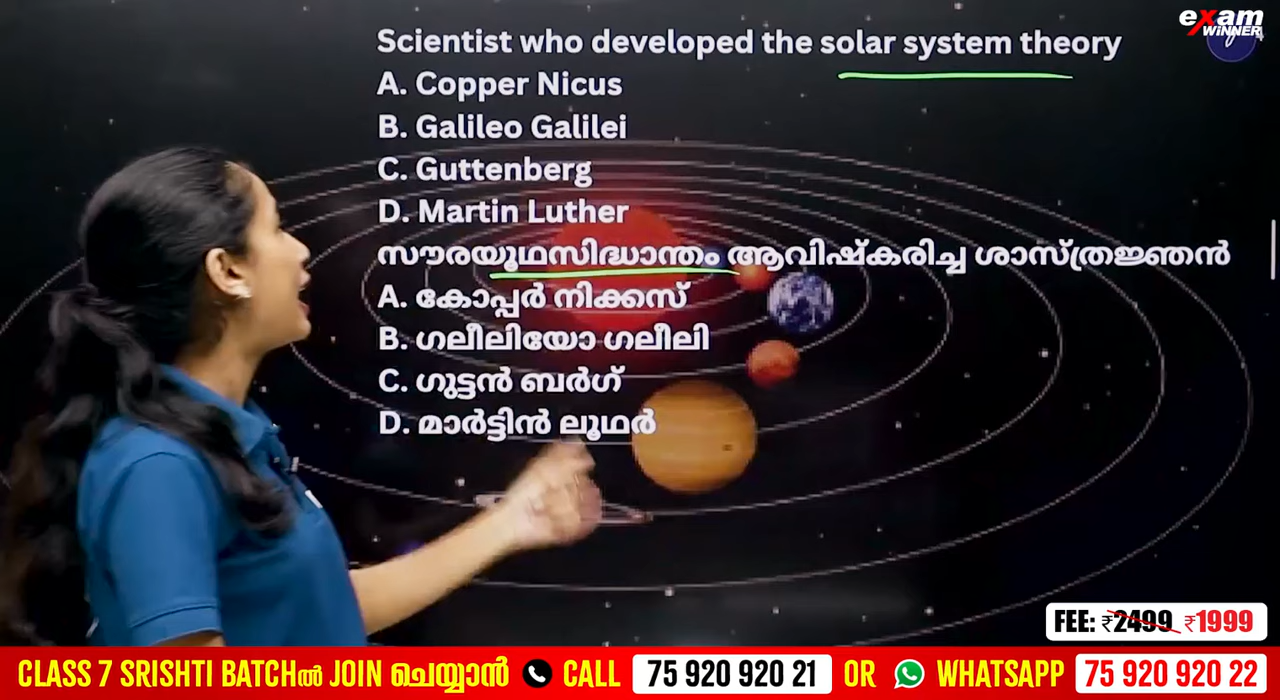 exam
WINNER
Scientist who developed the solar system theory
A. Copper Nicus
B. Galileo Galilei
C. Guttenberg
D. Martin Luther
സൗരയൂഥസിദ്ധാന്തം ആവിഷ്കരിച്ച ശാസ്ത്രജ്ഞൻ
A. കോപ്പർ നിക്കസ്
B. ഗലീലിയോ ഗലീലി
C. ഗുട്ടൻ ബർഗ്
D. മാർട്ടിൻ ലൂഥർ
FEE: ₹2499 ₹1999
CLASS 7 SRISHTI BATCHൽ JOIN ചെയ്യാൻ CALL 75 920 920 21 OR WHATSAPP 75 920 920 22